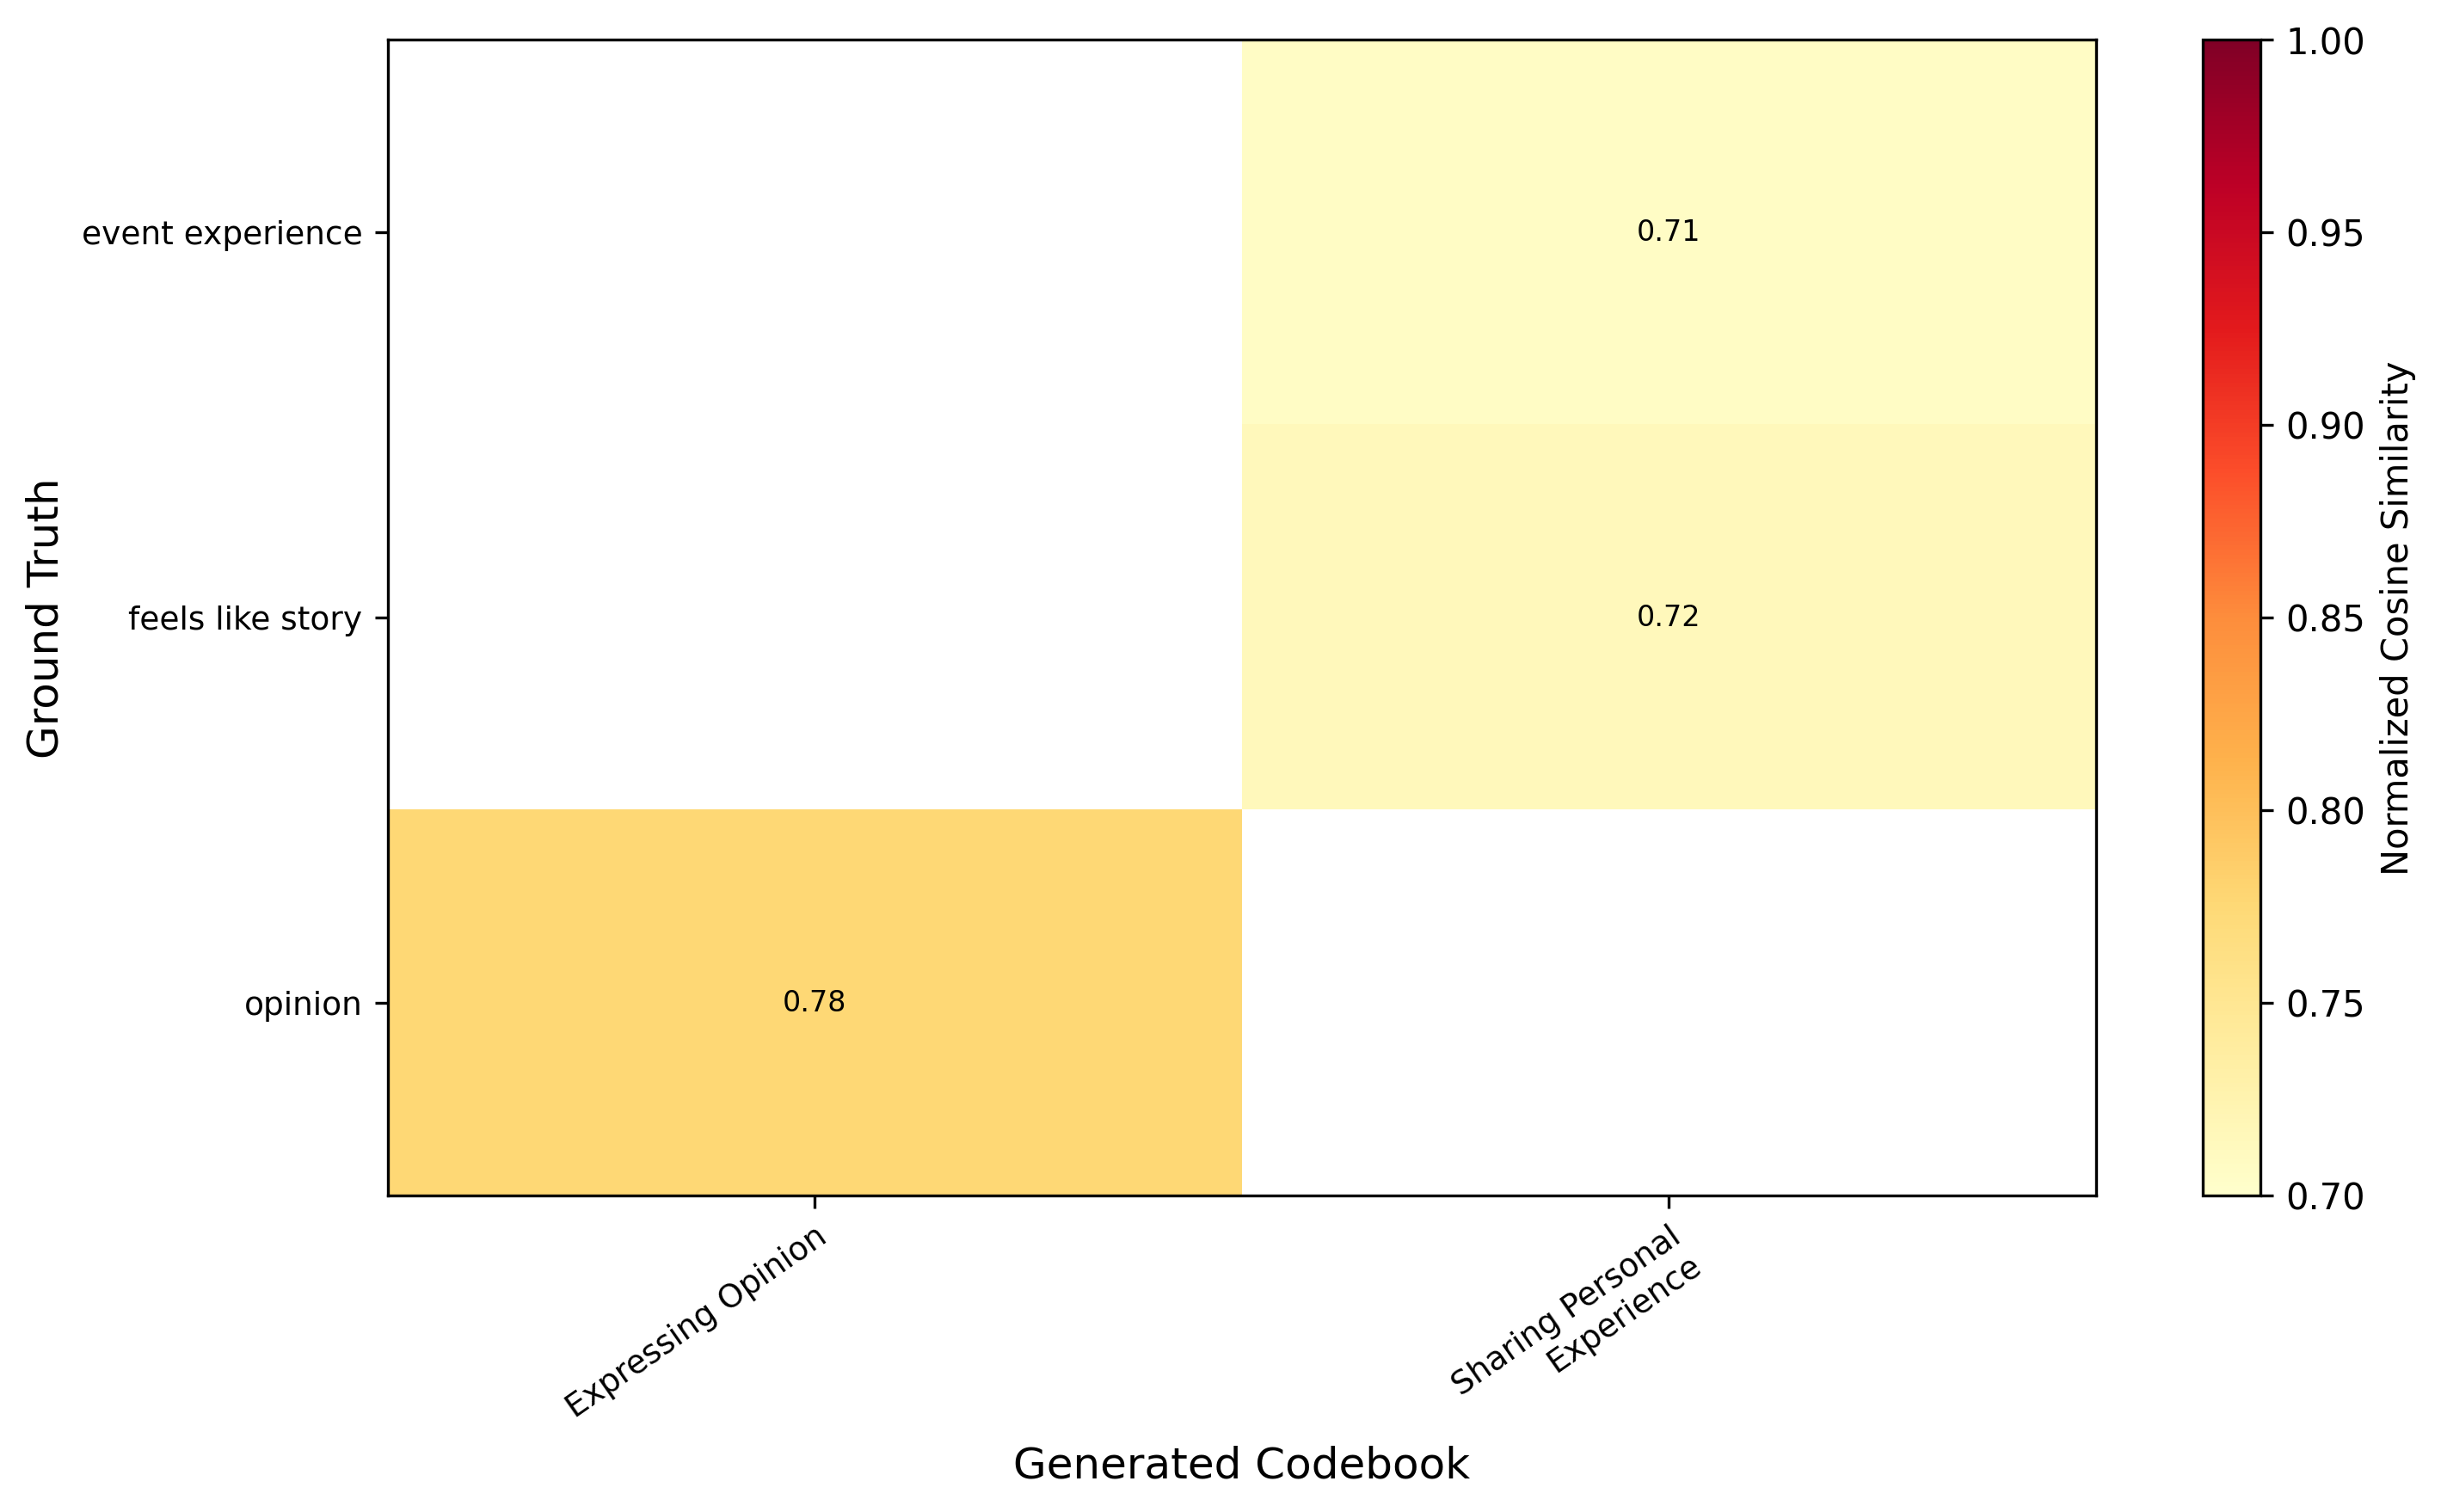 Ground Truth
event experience
feels like story
opinion
0.71
0.72
0.78
Expressing Opinion
Sharing Personal
Experience
Generated Codebook
1.00
0.95
0.90
0.85
0.80
0.75
0.70
Normalized Cosine Similarity